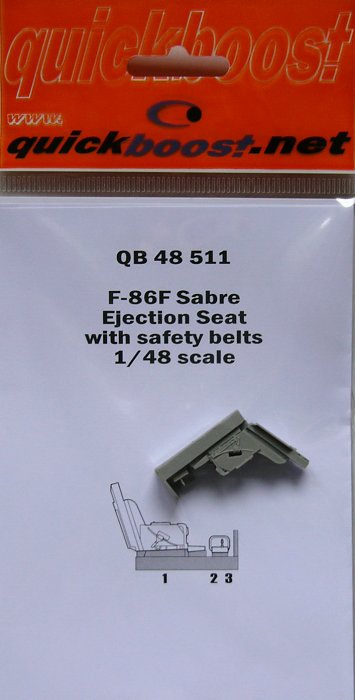 quickboost
www.
quickboost.net
QB 48 511
F-86F Sabre
Ejection Seat
with safety belts
1/48 scale
1 2 3